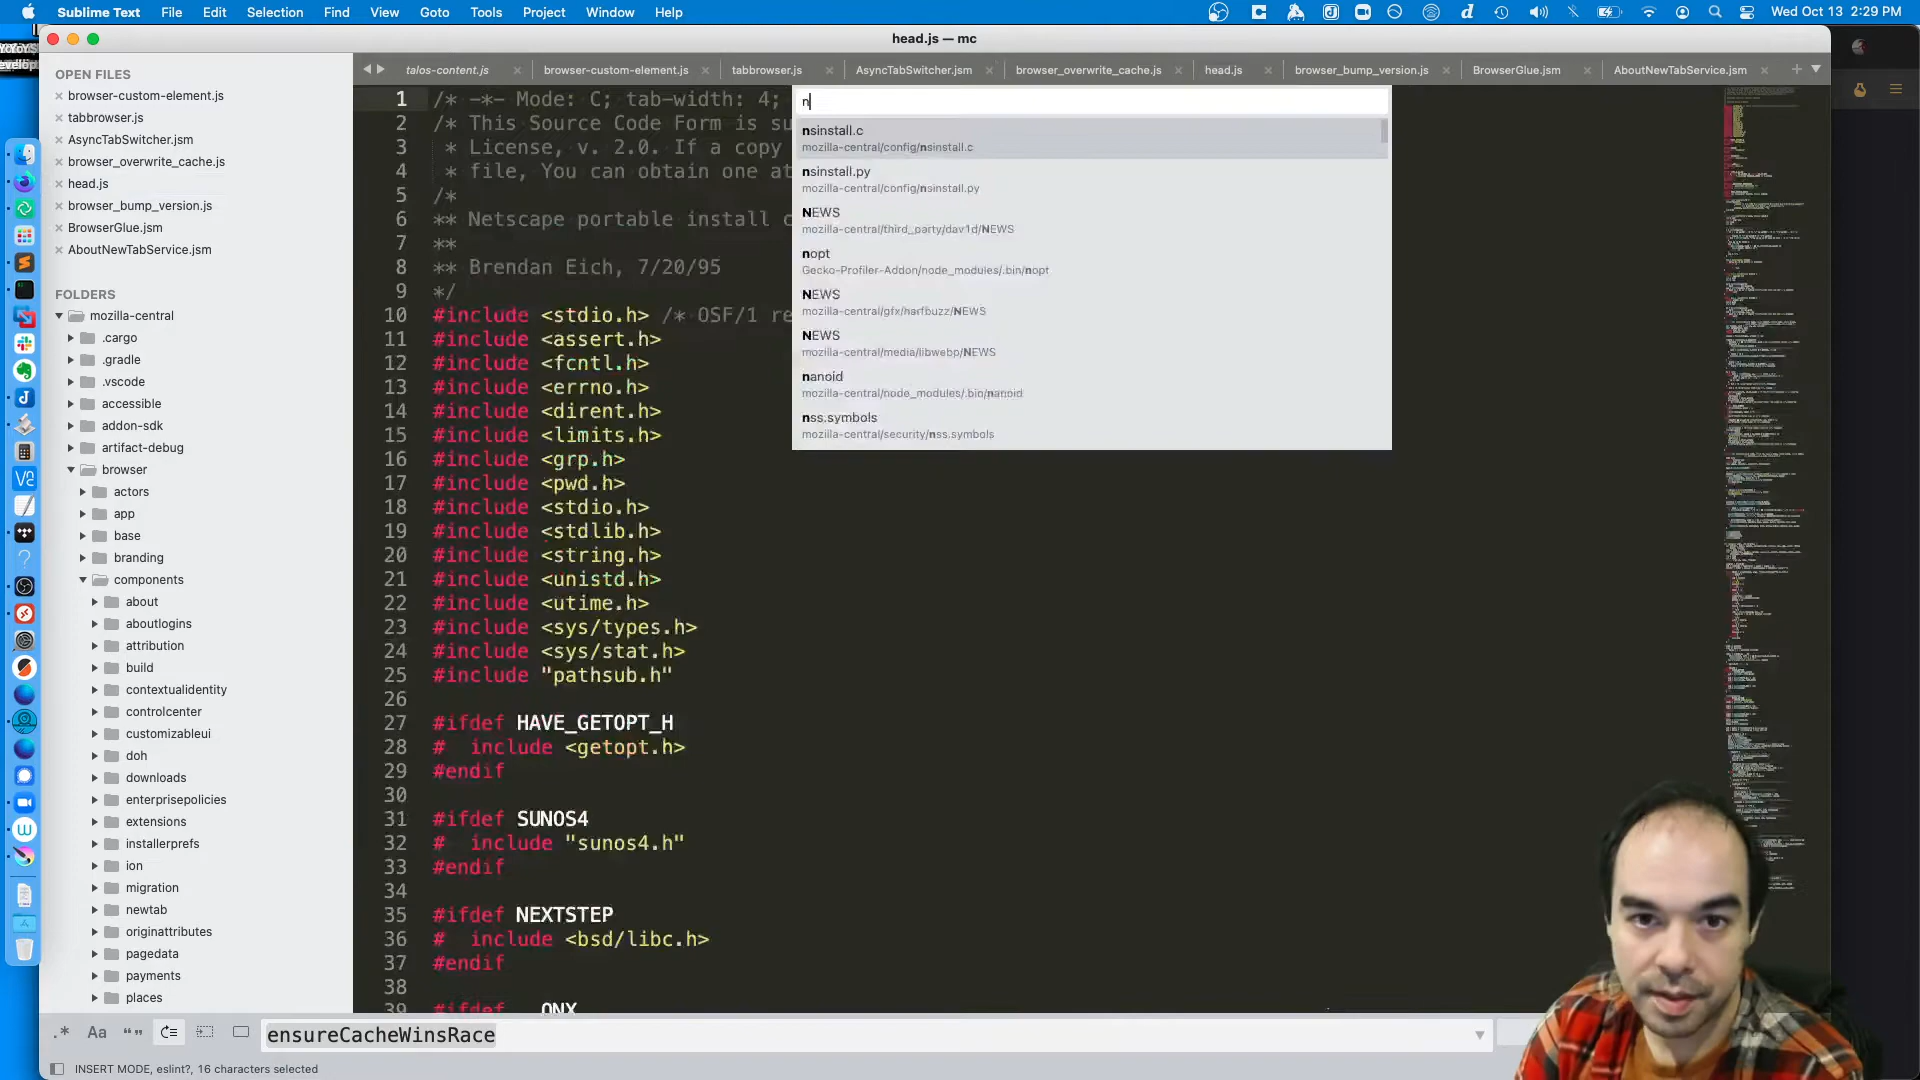 Sublime Text File Edit Selection Find View Goto Tools Project Window Help
Wed Oct 13 2:29 PM
head.js — mc
OPEN FILES
browser-custom-element.js
tabbrowser.js
AsyncTabSwitcher.jsm
browser_overwrite_cache.js
head.js
browser_bump_version.js
BrowserGlue.jsm
AboutNewTabService.jsm
FOLDERS
mozilla-central
.cargo
.gradle
.vscode
accessible
addon-sdk
artifact-debug
browser
actors
app
base
branding
components
about
aboutlogins
attribution
build
contextualidentity
controlcenter
customizableui
doh
downloads
enterprisepolicies
extensions
installerprefs
ion
migration
newtab
originattributes
pagedata
payments
places
talos-content.js browser-custom-element.js tabbrowser.js AsyncTabSwitcher.jsm browser_overwrite_cache.js head.js browser_bump_version.js BrowserGlue.jsm AboutNewTabService.jsm
1 /* -*- Mode: C; tab-width: 4;
2 /* This Source Code Form is su
3 * License, v. 2.0. If a copy
4 * file, You can obtain one at
5 /*
6 ** Netscape portable install c
7 **
8 ** Brendan Eich, 7/20/95
9 */
10 #include <stdio.h> /* OSF/1 re
11 #include <assert.h>
12 #include <fcntl.h>
13 #include <errno.h>
14 #include <dirent.h>
15 #include <limits.h>
16 #include <grp.h>
17 #include <pwd.h>
18 #include <stdio.h>
19 #include <stdlib.h>
20 #include <string.h>
21 #include <unistd.h>
22 #include <utime.h>
23 #include <sys/types.h>
24 #include <sys/stat.h>
25 #include "pathsub.h"
26
27 #ifdef HAVE_GETOPT_H
28 # include <getopt.h>
29 #endif
30
31 #ifdef SUNOS4
32 # include "sunos4.h"
33 #endif
34
35 #ifdef NEXTSTEP
36 # include <bsd/libc.h>
37 #endif
38
39 #ifdef
n
nsinstall.c
mozilla-central/config/nsinstall.c
nsinstall.py
mozilla-central/config/nsinstall.py
NEWS
mozilla-central/third_party/dav1d/NEWS
nopt
Gecko-Profiler-Addon/node_modules/.bin/nopt
NEWS
mozilla-central/gfx/harfbuzz/NEWS
NEWS
mozilla-central/media/libwebp/NEWS
nanoid
mozilla-central/node_modules/.bin/nanoid
nss.symbols
mozilla-central/security/nss.symbols
.* Aa “”
ensureCacheWinsRace
INSERT MODE, eslint?, 16 characters selected